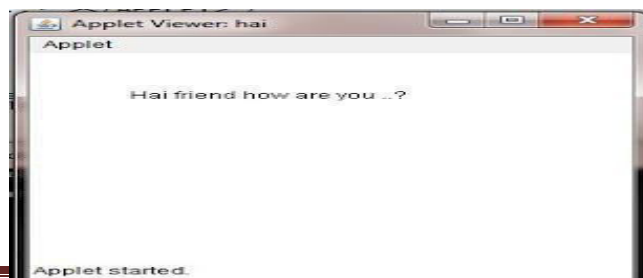 Applet Viewer: hai
Applet
Hai friend how are you ..?
Applet started.